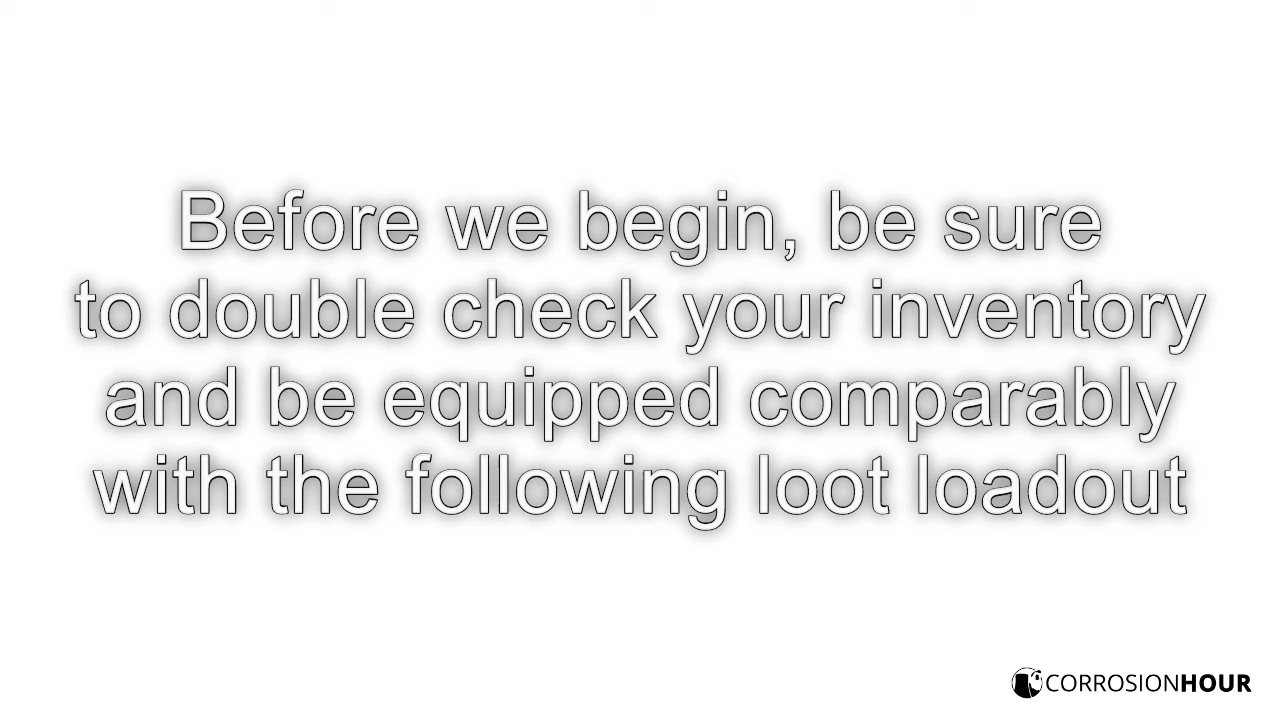 Before we begin, be sure
to double check your inventory
and be equipped comparably
with the following loot loadout
CORROSIONHOUR